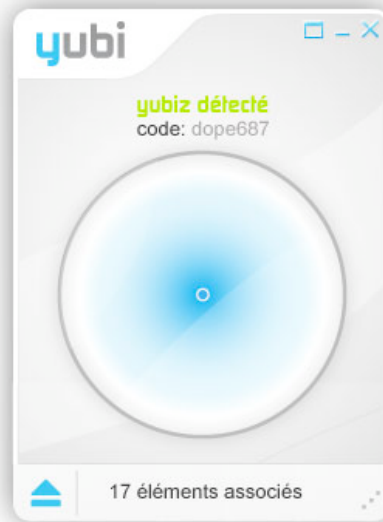 yubi
yubiz détecté
code: dope687
17 éléments associés